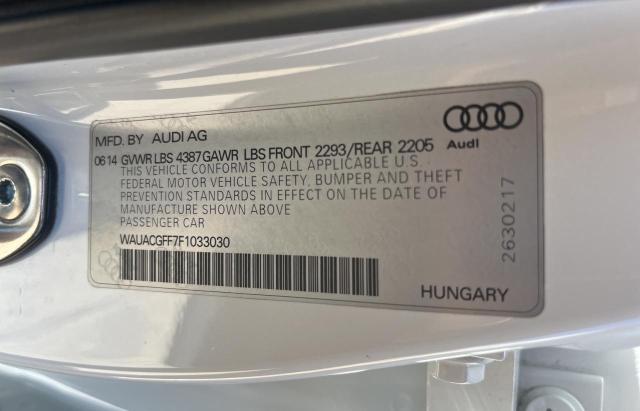 MFD. BY AUDI AG
06 14 GVWR LBS 4387 GAWR LBS FRONT 2293/REAR 2205
THIS VEHICLE CONFORMS TO ALL APPLICABLE U.S.
FEDERAL MOTOR VEHICLE SAFETY, BUMPER AND THEFT
PREVENTION STANDARDS IN EFFECT ON THE DATE OF
MANUFACTURE SHOWN ABOVE
PASSENGER CAR
WAUACGFF7F1033030
Audi
2630217
HUNGARY